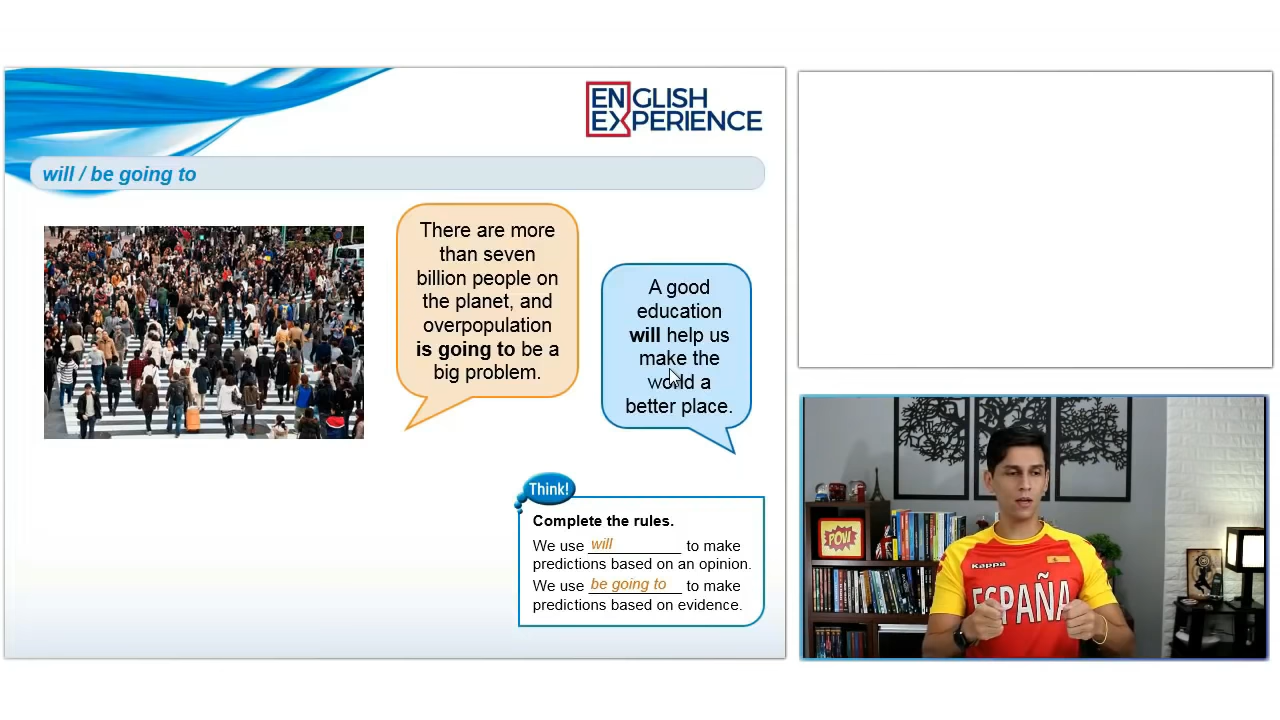 ENGLISH
EXPERIENCE
will / be going to
There are more
than seven
billion people on
the planet, and
overpopulation
is going to be a
big problem.
A good
education
will help us
make the
world a
better place.
Think!
Complete the rules.
We use will to make
predictions based on an opinion.
We use be going to to make
predictions based on evidence.
POW!
Kappa
ESPAÑA